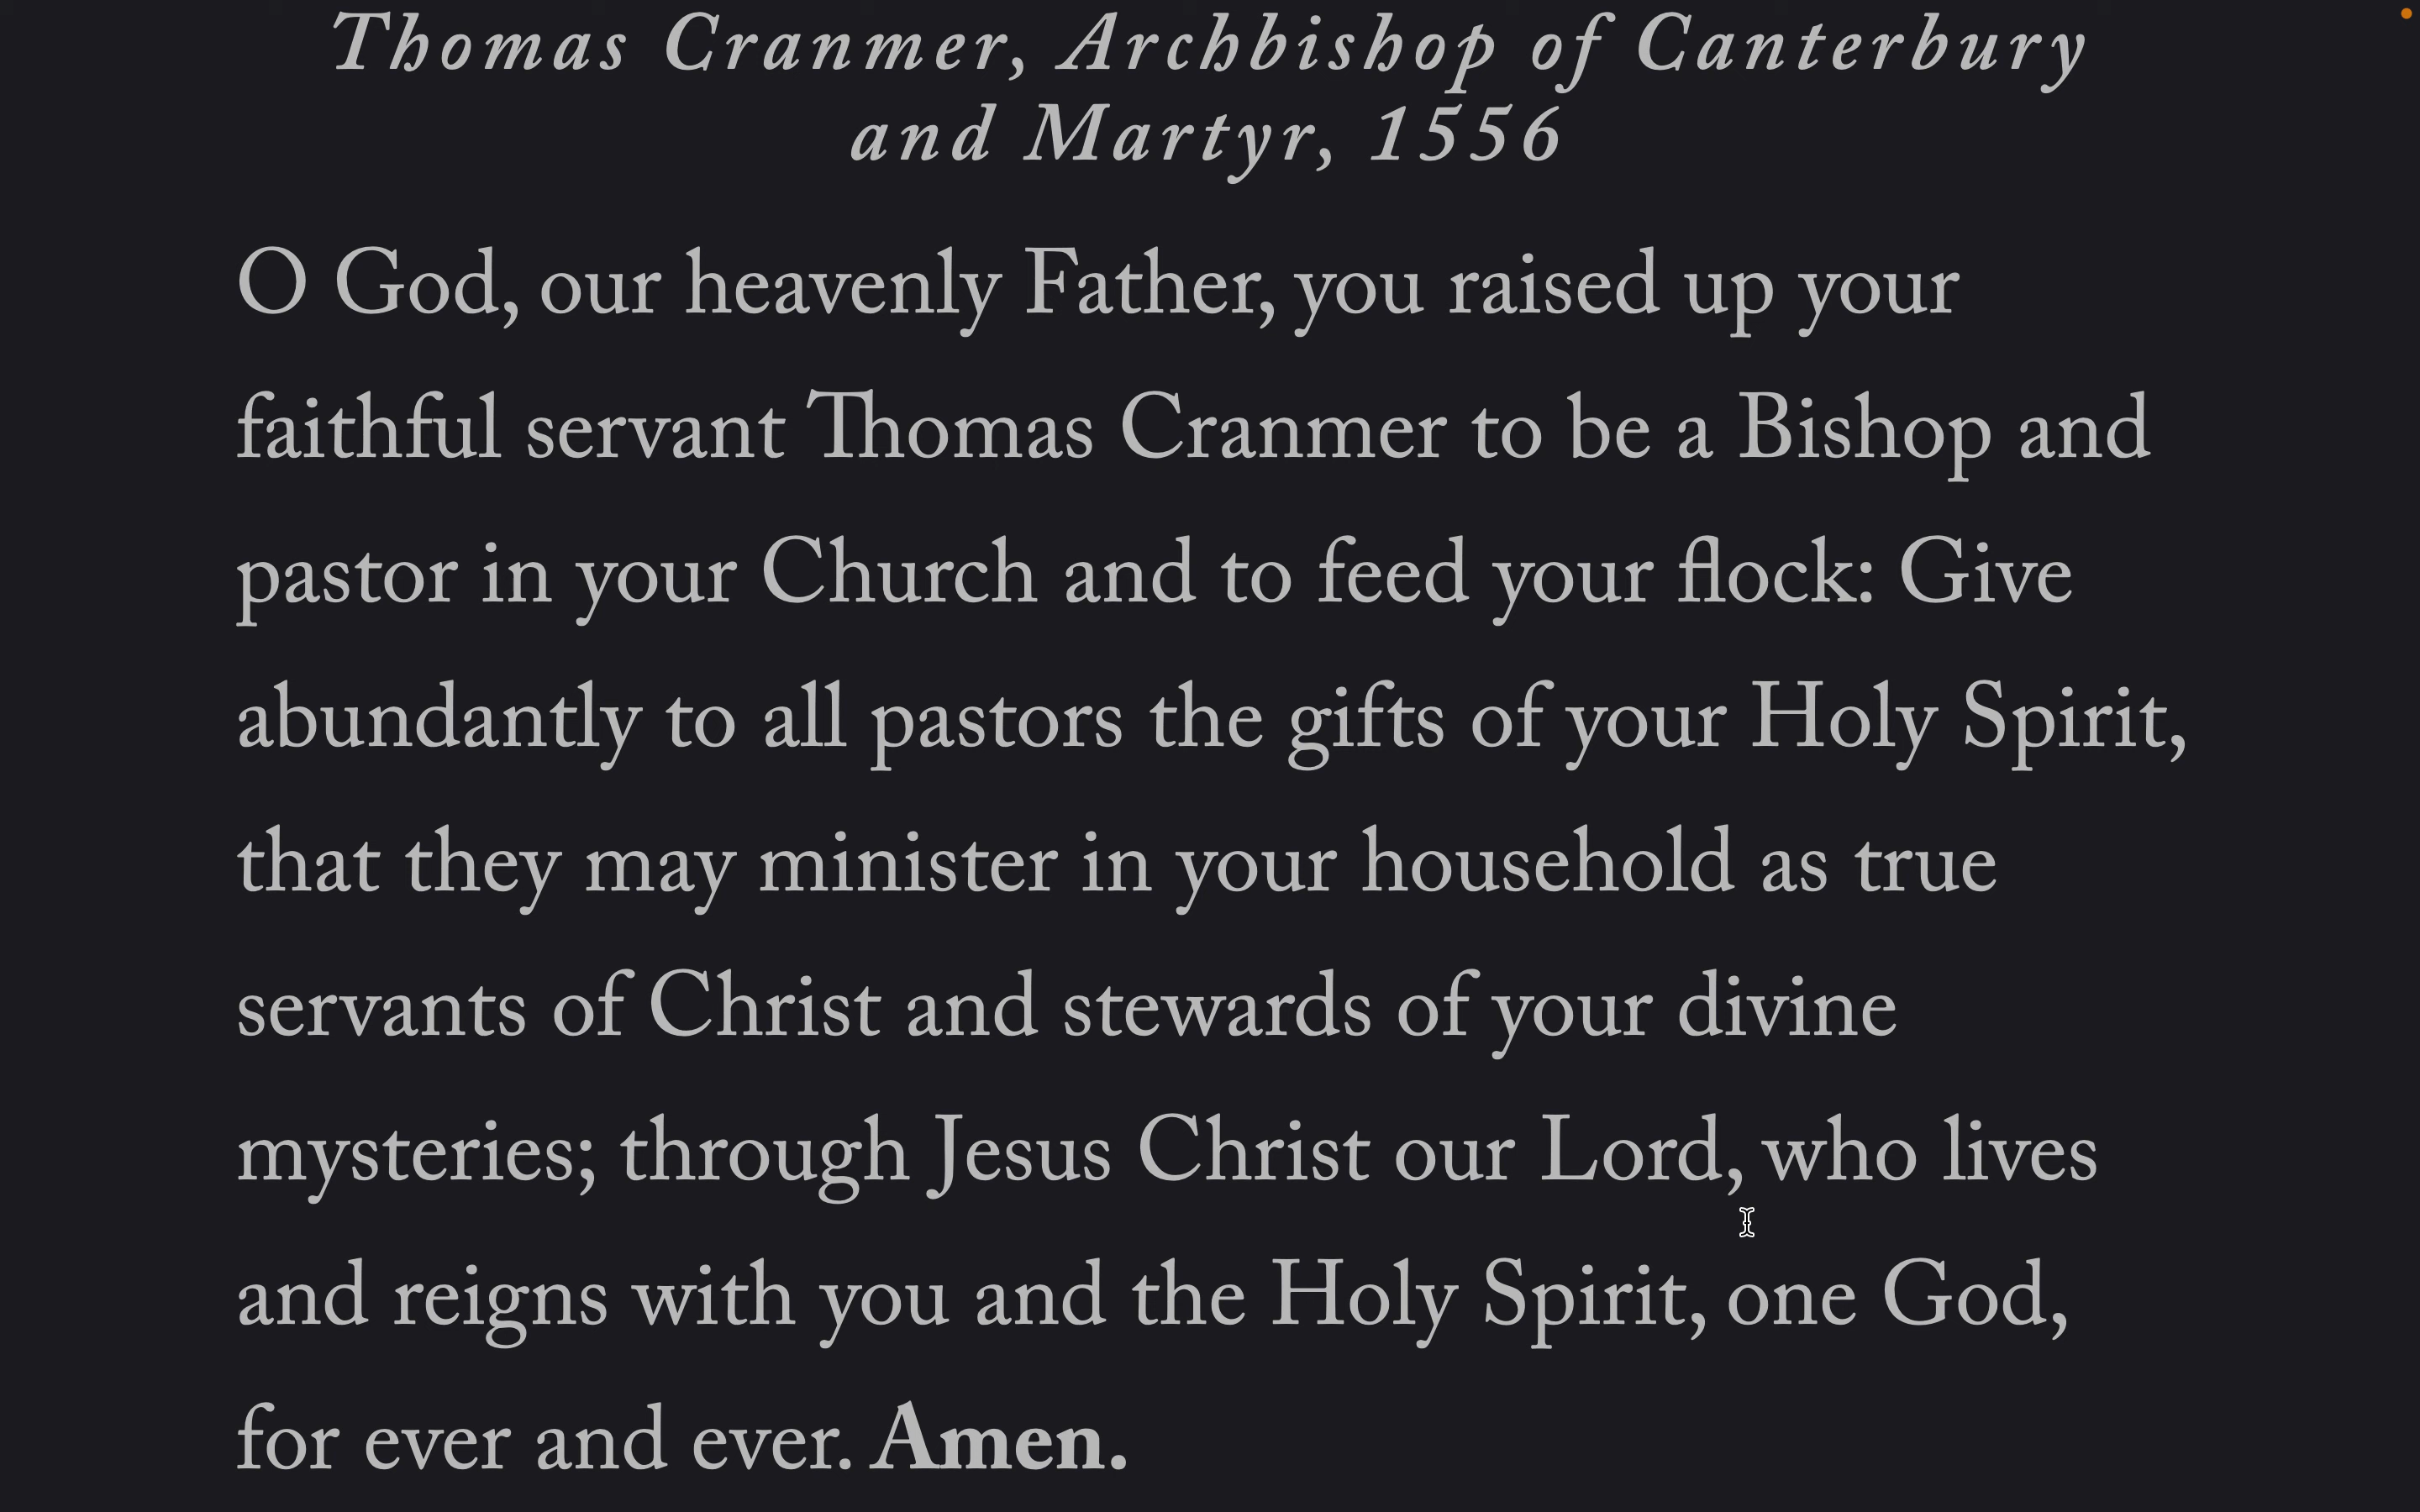 Thomas Cranmer, Archbishop of Canterbury
and Martyr, 1556
O God, our heavenly Father, you raised up your
faithful servant Thomas Cranmer to be a Bishop and
pastor in your Church and to feed your flock: Give
abundantly to all pastors the gifts of your Holy Spirit,
that they may minister in your household as true
servants of Christ and stewards of your divine
mysteries; through Jesus Christ our Lord, who lives
and reigns with you and the Holy Spirit, one God,
for ever and ever. Amen.